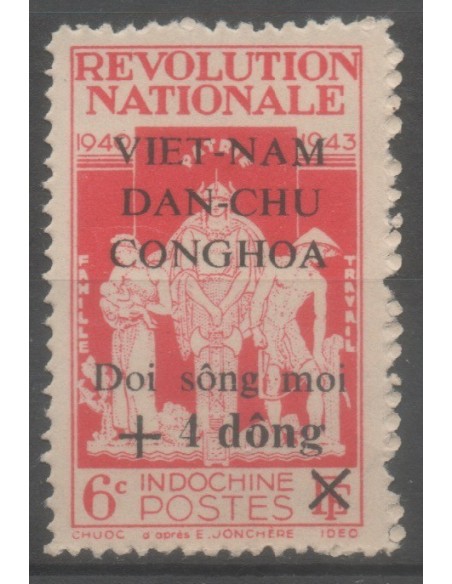 REVOLUTION
NATIONALE
1940 1943
PATRIE
VIET-NAM
DAN-CHU
CONGHOA
FAMILLE
TRAVAIL
Doi sông moi
+ 4 dông
6c INDOCHINE
POSTES
CHUOC d'après E. JONCHÈRE IDEO